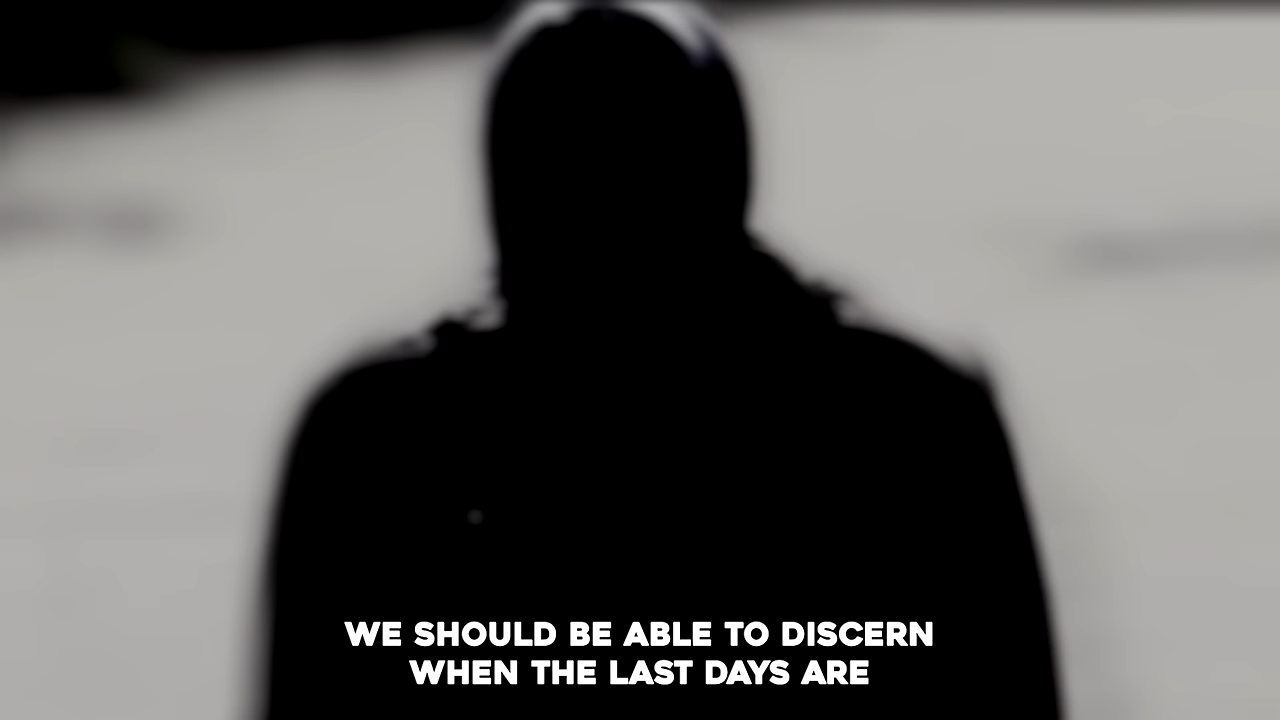 WE SHOULD BE ABLE TO DISCERN
WHEN THE LAST DAYS ARE